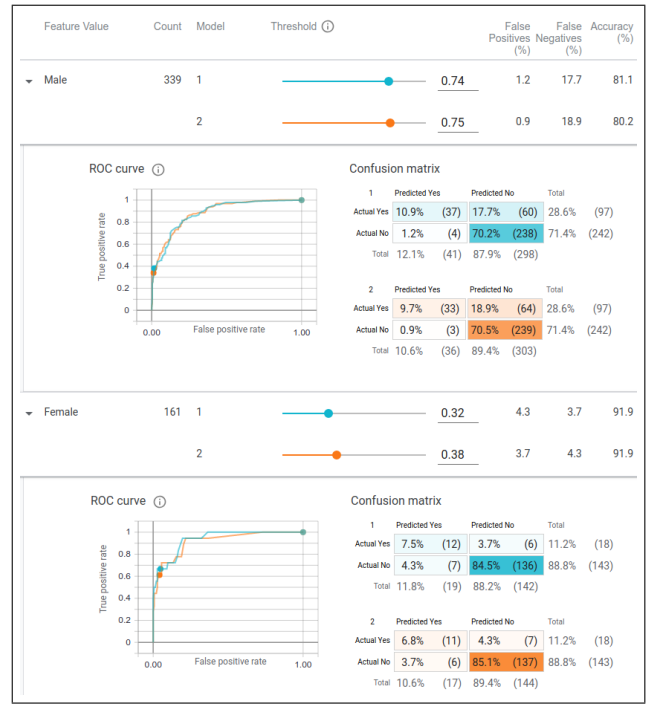 Feature Value Count Model Threshold ⓘ False Positives (%) False Negatives (%) Accuracy (%)
Male 339 1 0.74 1.2 17.7 81.1
2 0.75 0.9 18.9 80.2
ROC curve ⓘ
1
0.8
0.6
0.4
0.2
0
True positive rate
0.00 False positive rate 1.00
Confusion matrix
1 Predicted Yes Predicted No Total
Actual Yes 10.9% (37) 17.7% (60) 28.6% (97)
Actual No 1.2% (4) 70.2% (238) 71.4% (242)
Total 12.1% (41) 87.9% (298)
2 Predicted Yes Predicted No Total
Actual Yes 9.7% (33) 18.9% (64) 28.6% (97)
Actual No 0.9% (3) 70.5% (239) 71.4% (242)
Total 10.6% (36) 89.4% (303)
Female 161 1 0.32 4.3 3.7 91.9
2 0.38 3.7 4.3 91.9
ROC curve ⓘ
1
0.8
0.6
0.4
0.2
0
True positive rate
0.00 False positive rate 1.00
Confusion matrix
1 Predicted Yes Predicted No Total
Actual Yes 7.5% (12) 3.7% (6) 11.2% (18)
Actual No 4.3% (7) 84.5% (136) 88.8% (143)
Total 11.8% (19) 88.2% (142)
2 Predicted Yes Predicted No Total
Actual Yes 6.8% (11) 4.3% (7) 11.2% (18)
Actual No 3.7% (6) 85.1% (137) 88.8% (143)
Total 10.6% (17) 89.4% (144)